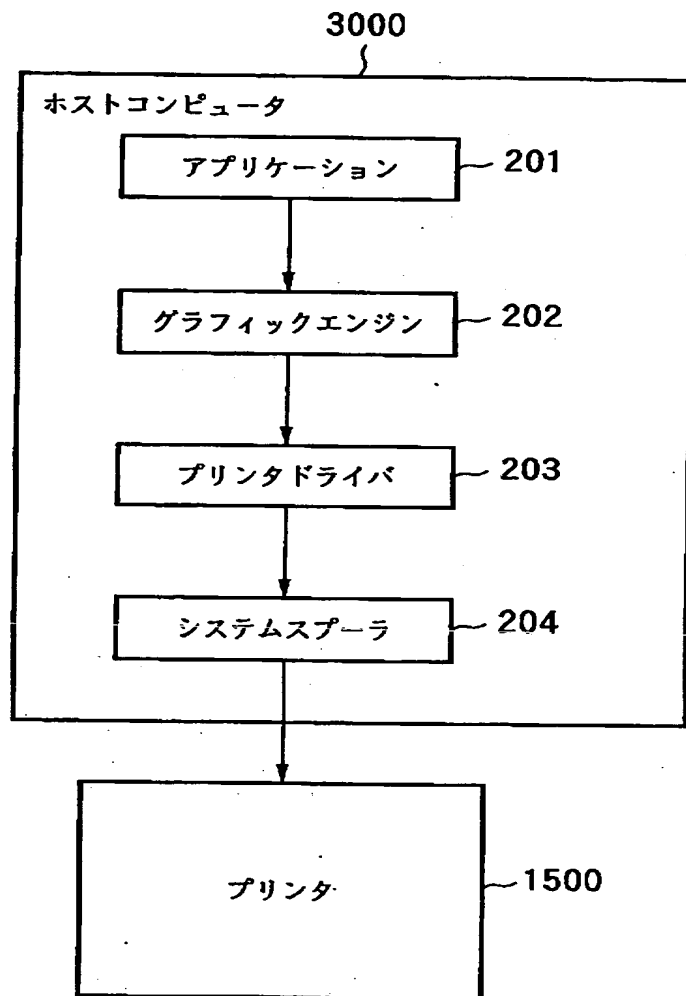 3000
ホストコンピュータ
アプリケーション 201
グラフィックエンジン 202
プリンタドライバ 203
システムスプーラ 204
プリンタ 1500